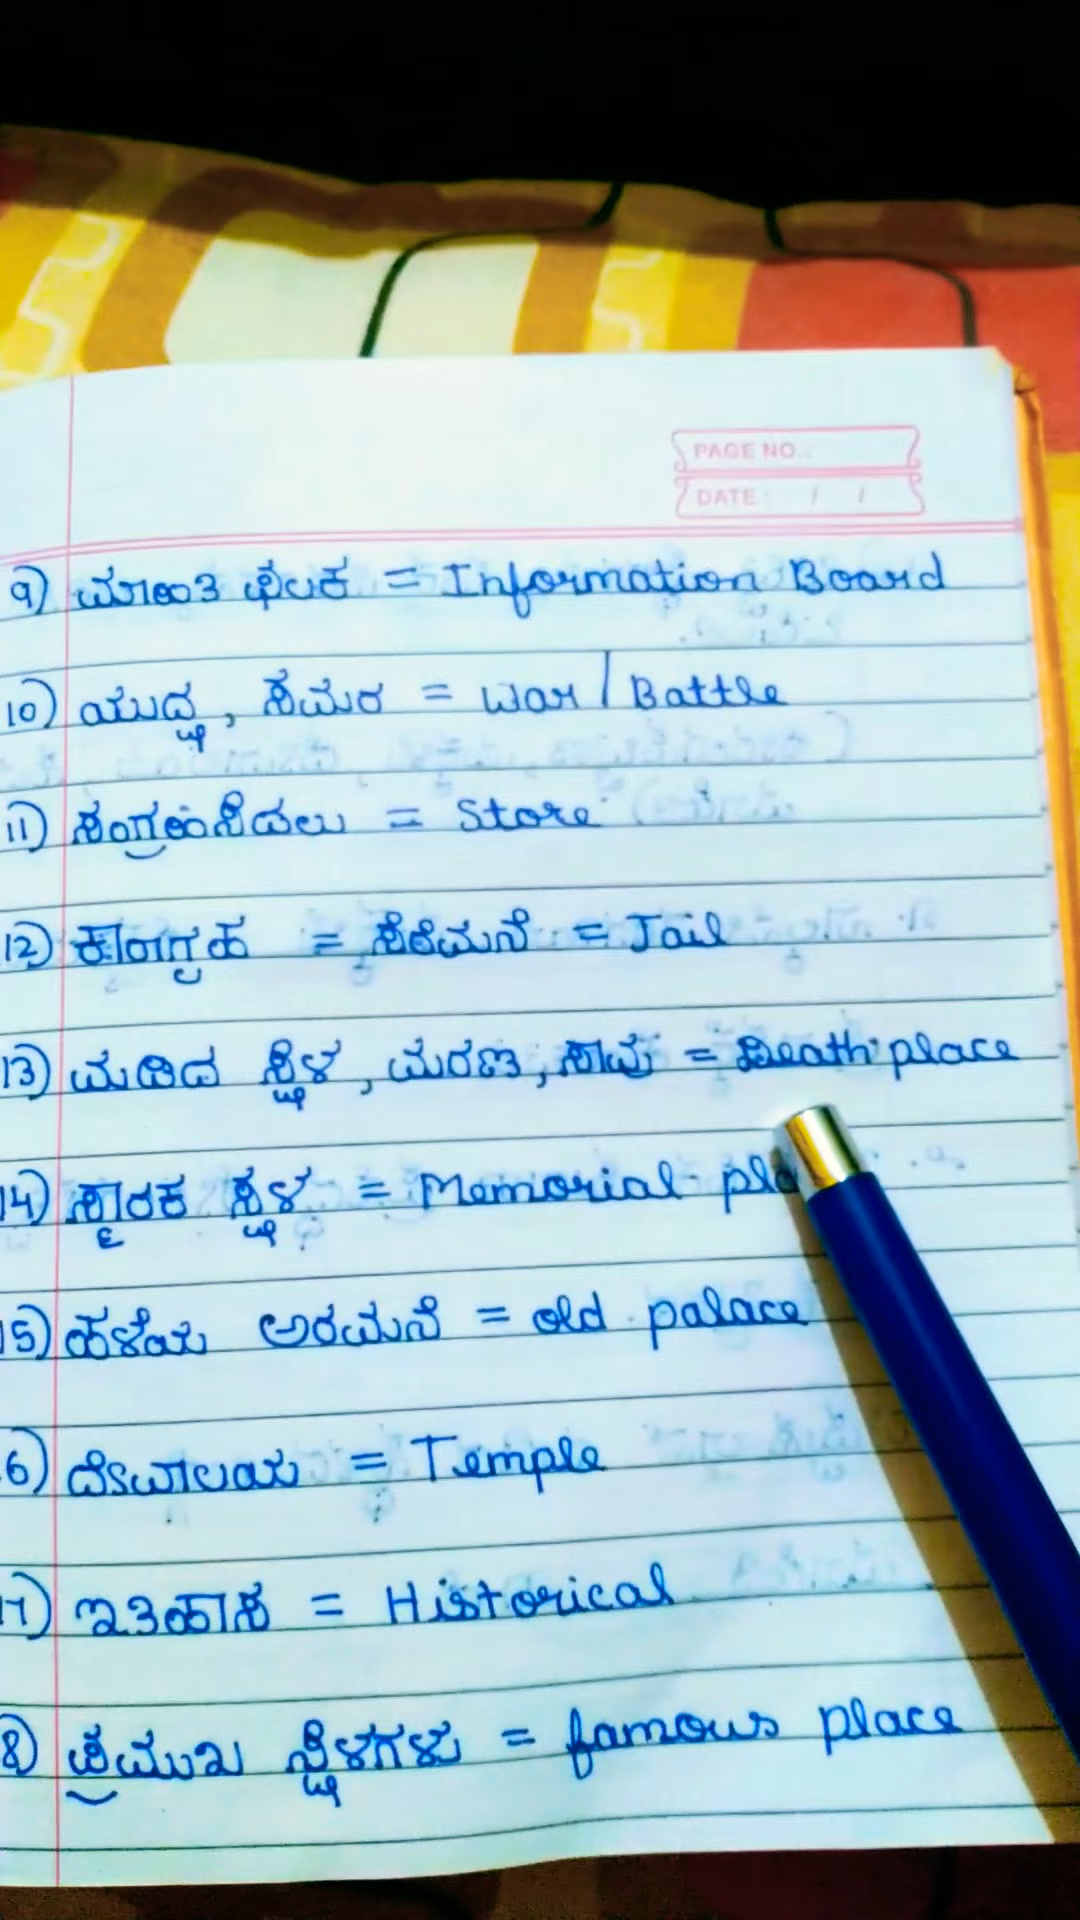 PAGE NO.
DATE: / /
9) ಮಾಹಿತಿ ಫಲಕ = Information Board
10) ಯುದ್ಧ, ಸಮರ = War / Battle
11) ಸಂಗ್ರಹಿಸಿಡಲು = Store
12) ಕಾರಾಗೃಹ = ಸೆರೆಮನೆ = Jail
13) ಮಡಿದ ಸ್ಥಳ, ಮರಣ, ಸಾವು = Death place
14) ಸ್ಮಾರಕ ಸ್ಥಳ = Memorial pla
15) ಹಳೆಯ ಅರಮನೆ = old palace
6) ದೇವಾಲಯ = Temple
17) ಇತಿಹಾಸ = Historical
8) ಪ್ರಮುಖ ಸ್ಥಳಗಳು = famous place